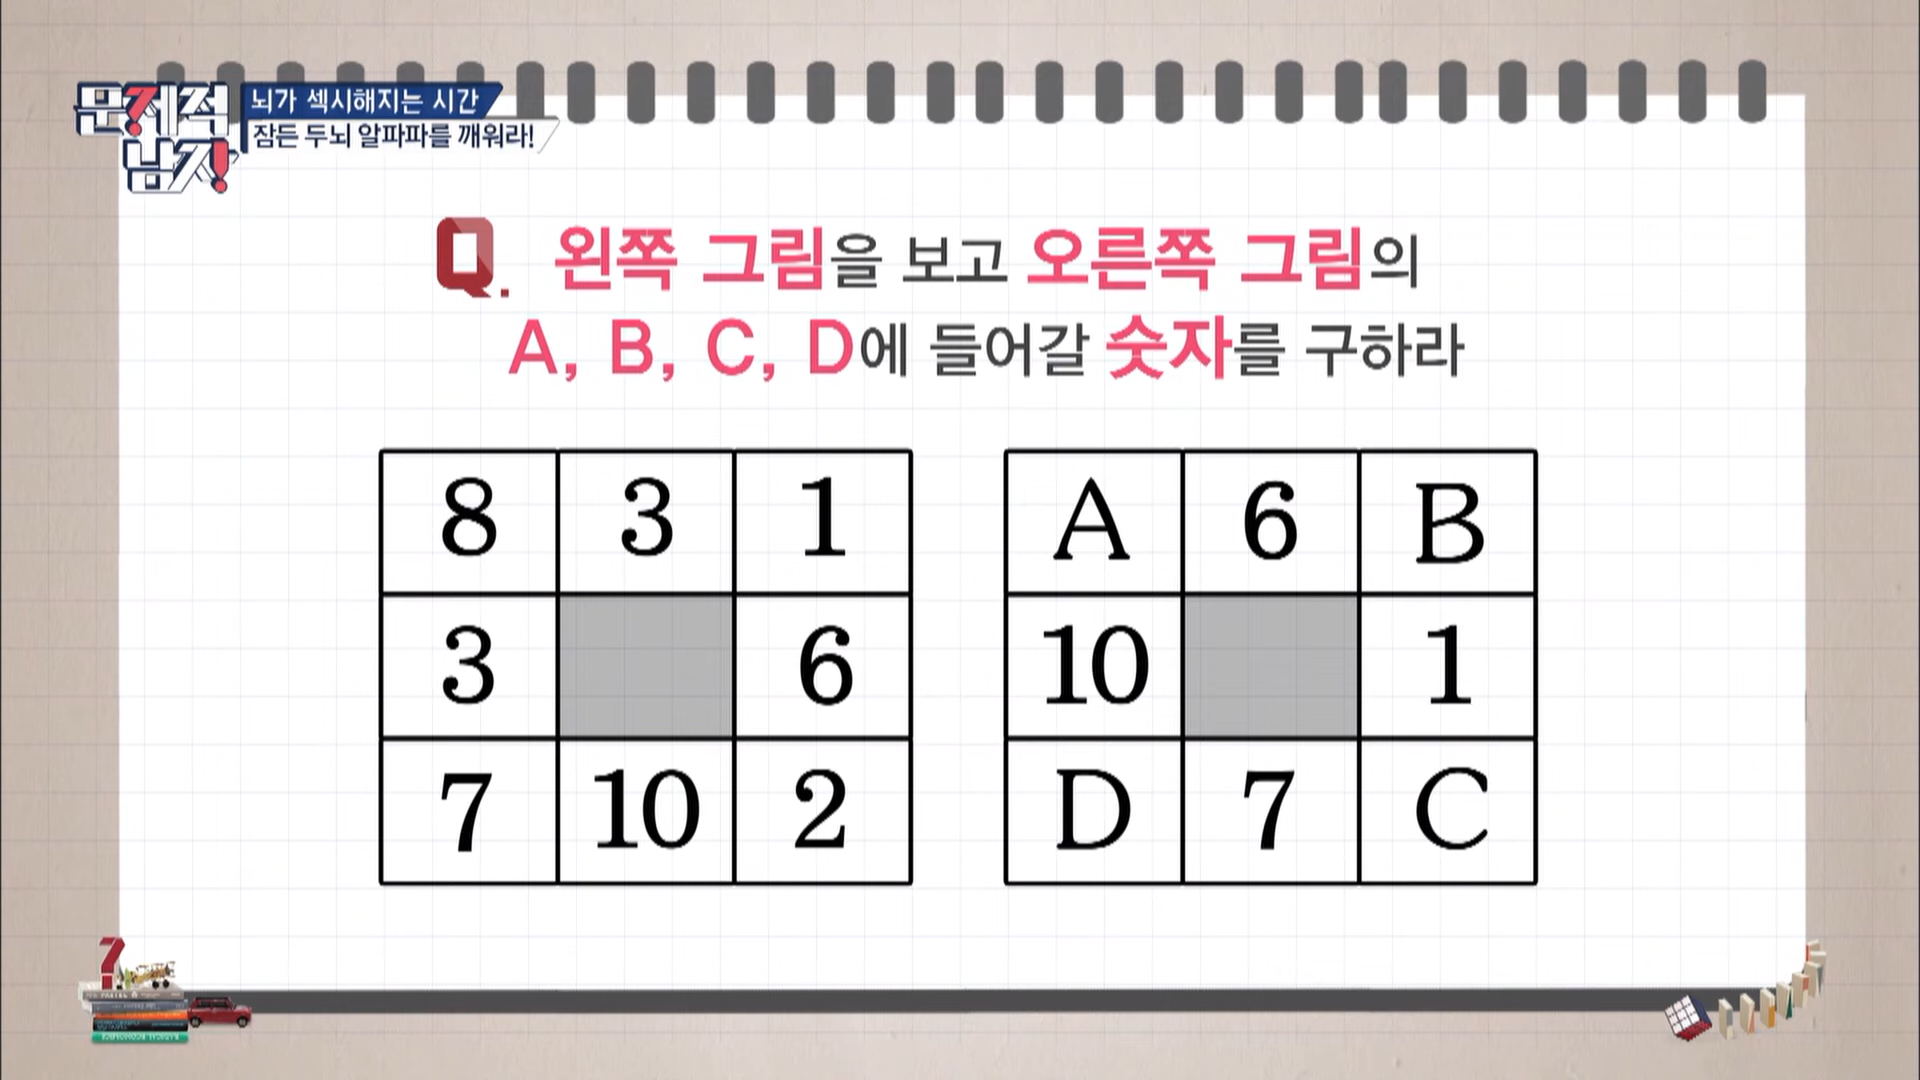 문제적
남자!
뇌가 섹시해지는 시간
잠든 두뇌 알파파를 깨워라!
Q. 왼쪽 그림을 보고 오른쪽 그림의
A, B, C, D에 들어갈 숫자를 구하라
8 3 1
3 6
7 10 2
A 6 B
10 1
D 7 C